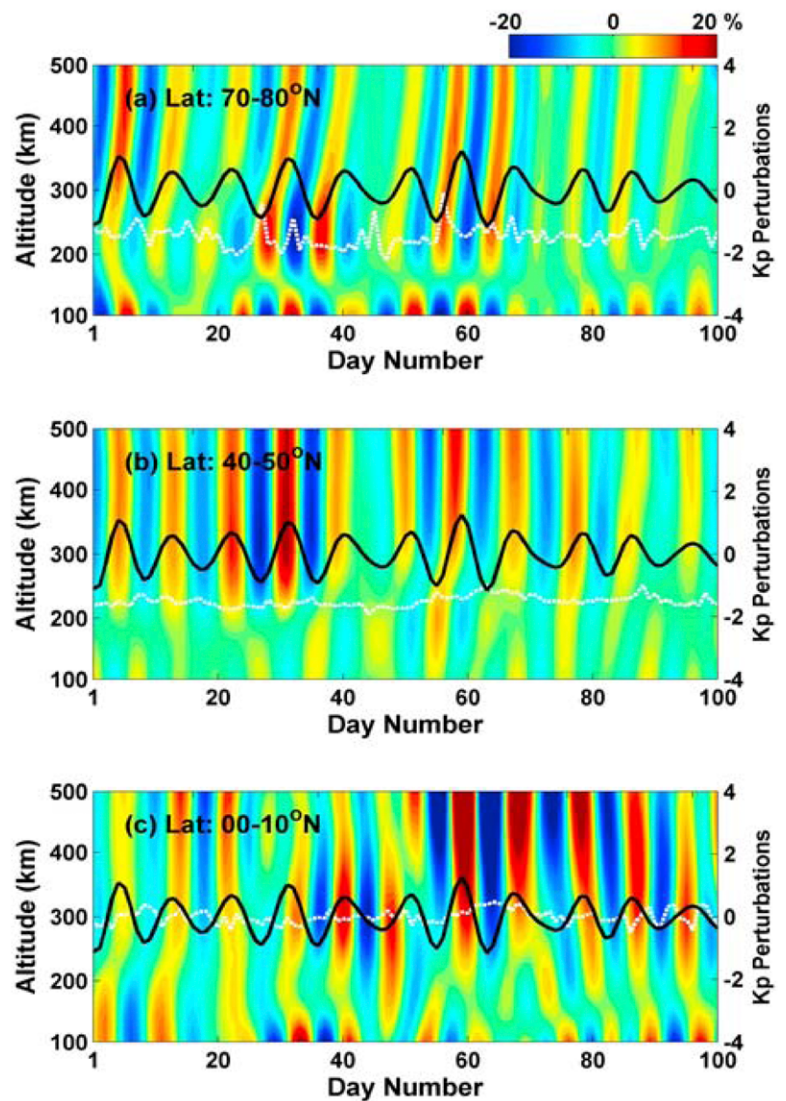 -20 0 20 %
500 4
(a) Lat: 70-80°N
400 2
Altitude (km) 300 0 Kp Perturbations
200 -2
100 -4
1 20 40 60 80 100
Day Number
500 4
(b) Lat: 40-50°N
400 2
Altitude (km) 300 0 Kp Perturbations
200 -2
100 -4
1 20 40 60 80 100
Day Number
500 4
(c) Lat: 00-10°N
400 2
Altitude (km) 300 0 Kp Perturbations
200 -2
100 -4
1 20 40 60 80 100
Day Number